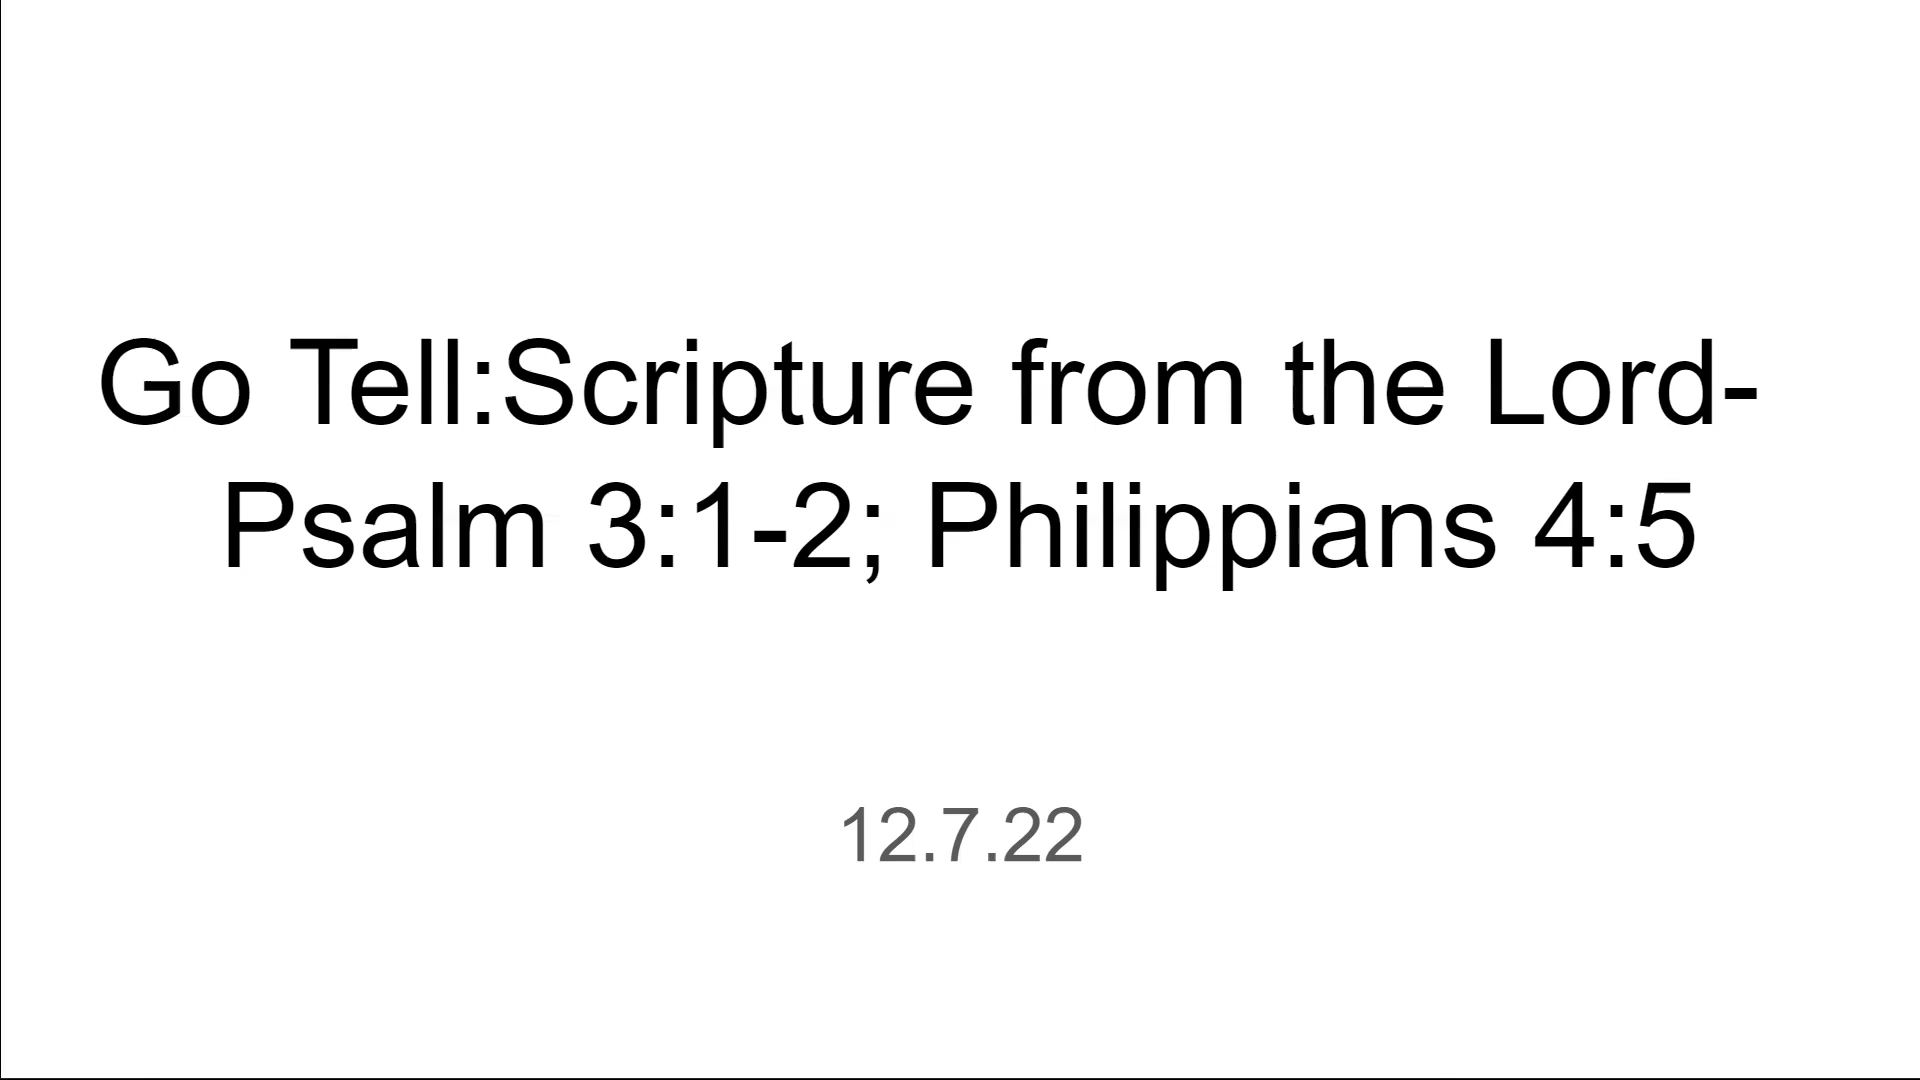 Go Tell:Scripture from the Lord-
Psalm 3:1-2; Philippians 4:5
12.7.22